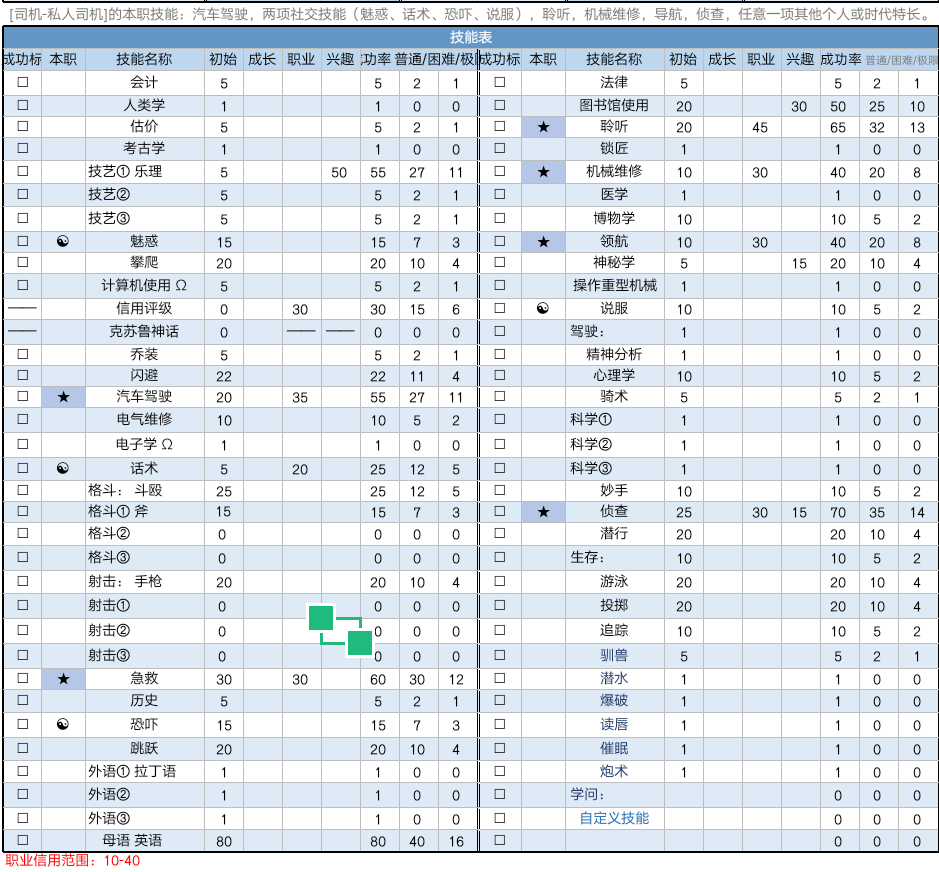 [司机-私人司机]的本职技能：汽车驾驶，两项社交技能（魅惑、话术、恐吓、说服），聆听，机械维修，导航，侦查，任意一项其他个人或时代特长。
技能表
成功标 本职 技能名称 初始 成长 职业 兴趣 成功率 普通/困难/极限 成功标 本职 技能名称 初始 成长 职业 兴趣 成功率 普通/困难/极限
☐ 会计 5 5 2 1 ☐ 法律 5 5 2 1
☐ 人类学 1 1 0 0 ☐ 图书馆使用 20 30 50 25 10
☐ 估价 5 5 2 1 ☐ ★ 聆听 20 45 65 32 13
☐ 考古学 1 1 0 0 ☐ 锁匠 1 1 0 0
☐ 技艺① 乐理 5 50 55 27 11 ☐ ★ 机械维修 10 30 40 20 8
☐ 技艺② 5 5 2 1 ☐ 医学 1 1 0 0
☐ 技艺③ 5 5 2 1 ☐ 博物学 10 10 5 2
☐ ☯ 魅惑 15 15 7 3 ☐ ★ 领航 10 30 40 20 8
☐ 攀爬 20 20 10 4 ☐ 神秘学 5 15 20 10 4
☐ 计算机使用 Ω 5 5 2 1 ☐ 操作重型机械 1 1 0 0
—— 信用评级 0 30 30 15 6 ☐ ☯ 说服 10 10 5 2
—— 克苏鲁神话 0 —— —— 0 0 0 ☐ 驾驶： 1 1 0 0
☐ 乔装 5 5 2 1 ☐ 精神分析 1 1 0 0
☐ 闪避 22 22 11 4 ☐ 心理学 10 10 5 2
☐ ★ 汽车驾驶 20 35 55 27 11 ☐ 骑术 5 5 2 1
☐ 电气维修 10 10 5 2 ☐ 科学① 1 1 0 0
☐ 电子学 Ω 1 1 0 0 ☐ 科学② 1 1 0 0
☐ ☯ 话术 5 20 25 12 5 ☐ 科学③ 1 1 0 0
☐ 格斗： 斗殴 25 25 12 5 ☐ 妙手 10 10 5 2
☐ 格斗① 斧 15 15 7 3 ☐ ★ 侦查 25 30 15 70 35 14
☐ 格斗② 0 0 0 0 ☐ 潜行 20 20 10 4
☐ 格斗③ 0 0 0 0 ☐ 生存： 10 10 5 2
☐ 射击： 手枪 20 20 10 4 ☐ 游泳 20 20 10 4
☐ 射击① 0 0 0 0 ☐ 投掷 20 20 10 4
☐ 射击② 0 0 0 0 ☐ 追踪 10 10 5 2
☐ 射击③ 0 0 0 0 ☐ 驯兽 5 5 2 1
☐ ★ 急救 30 30 60 30 12 ☐ 潜水 1 1 0 0
☐ 历史 5 5 2 1 ☐ 爆破 1 1 0 0
☐ ☯ 恐吓 15 15 7 3 ☐ 读唇 1 1 0 0
☐ 跳跃 20 20 10 4 ☐ 催眠 1 1 0 0
☐ 外语① 拉丁语 1 1 0 0 ☐ 炮术 1 1 0 0
☐ 外语② 1 1 0 0 ☐ 学问： 0 0 0
☐ 外语③ 1 1 0 0 ☐ 自定义技能 0 0 0
☐ 母语 英语 80 80 40 16 ☐ 0 0 0
职业信用范围：10-40